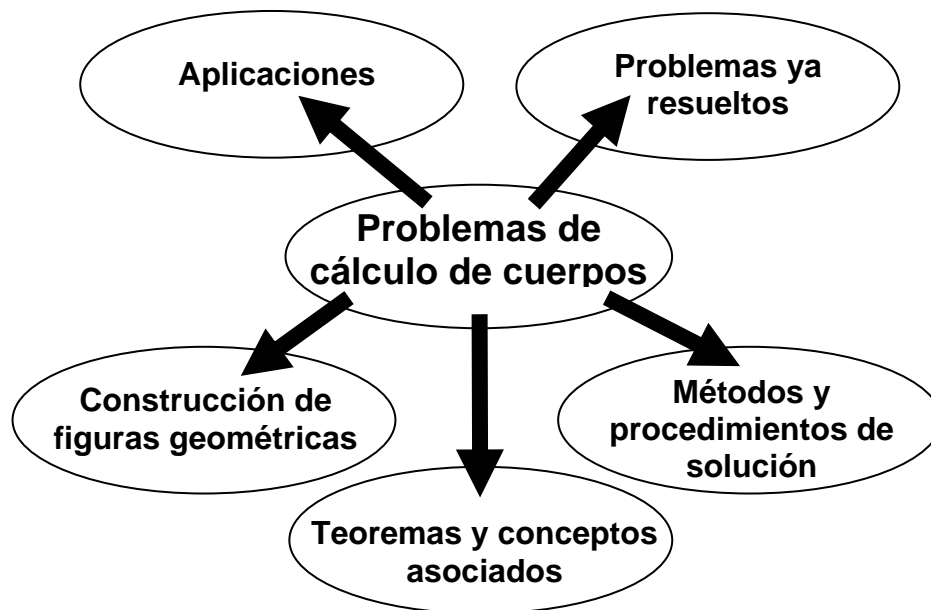 Aplicaciones
Problemas ya
resueltos
Problemas de
cálculo de cuerpos
Construcción de
figuras geométricas
Métodos y
procedimientos de
solución
Teoremas y conceptos
asociados